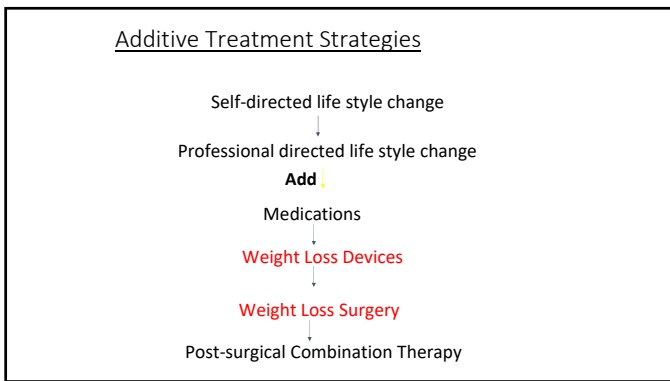 Additive Treatment Strategies
Self-directed life style change
Professional directed life style change
Add
Medications
Weight Loss Devices
Weight Loss Surgery
Post-surgical Combination Therapy